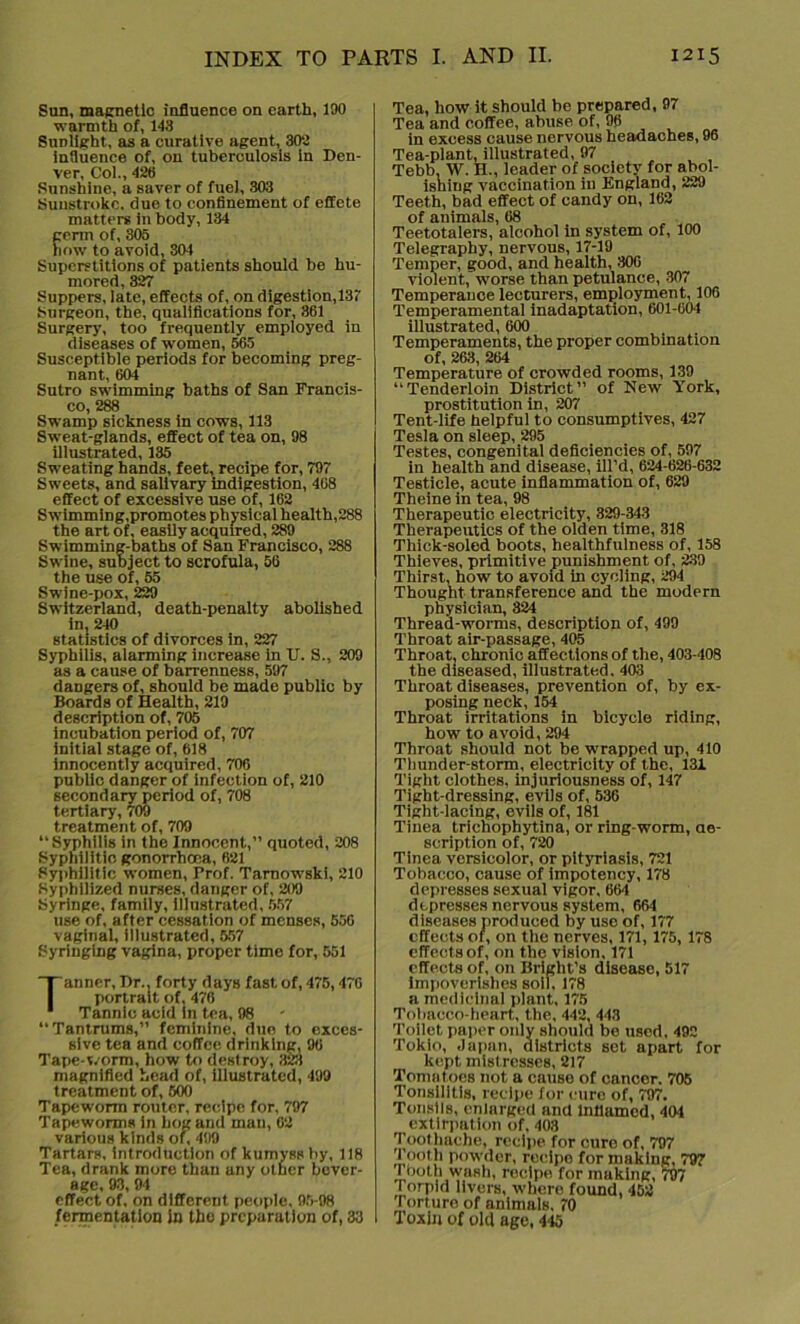 INDEX TO PARTS I. AND II.
1215
Sun, magnetic influence on earth, 190
warmth of, 143
Sunlight, as a curative agent, 302
influence of, on tuberculosis in Den-
ver, Col., 426
Sunshine, a saver of fuel, 303
Sunstroke, due to confinement of effete
matters in body, 134
germ of, 305
how to avoid, 304
Superstitions of patients should be hu-
mored, 327
Suppers, late, effects of, on digestion,137
Surgeon, the, qualifications for, 361
Surgery, too frequently employed in
diseases of women, 565
Susceptible periods for becoming preg-
nant, 604
Sutro swimming baths of San Francis-
co, 288
Swamp sickness in cows, 113
Sweat-glands, effect of tea on, 98
illustrated, 135
Sweating hands, feet, recipe for, 797
Sweets, and salivary indigestion, 468
effect of excessive use of, 162
Swimming,promotes physical health,288
the art of, easily acquired, 289
Swimming-baths of San Francisco, 288
Swine, subject to scrofula, 56
the use of, 55
Swine-pox, 229
Switzerland, death-penalty abolished
in, 240
statistics of divorces in, 227
Syphilis, alarming increase in U. S., 209
as a cause of barrenness, 597
dangers of, should be made public by
Boards of Health, 219
description of, 705
incubation period of, 707
initial stage of, 618
innocently acquired, 706
public danger of infection of, 210
secondary period of, 708
tertiary, 709
treatment of, 709
"Syphilis in the Innocent," quoted, 208
Syphilitic gonorrhœa, 621
Syphilitic women, Prof. Tarnowski, 210
Syphilized nurses, danger of, 209
Syringe, family, illustrated, 557
use of, after cessation of menses, 556
vaginal, illustrated, 557
Syringing vagina, proper time for, 551
Tanner, Dr., forty days fast of, 475, 476
portrait of, 476
Tannic acid in tea, 98
"Tantrums," feminine, due to exces-
sive tea and coffee drinking, 96
Tape-worm, how to destroy, 323
magnified head of, illustrated, 499
treatment of, 500
Tapeworm router, recipe for, 797
Tapeworms in hog and man, 62
various kinds of, 499
Tartars, introduction of kumyss by, 118
Tea, drank more than any other bever-
age, 93, 94
effect of, on different people, 95-98
fermentation in the preparation of, 33
Tea, how it should be prepared, 97
Tea and coffee, abuse of, 96
in excess cause nervous headaches, 96
Tea-plant, illustrated, 97
Tebb, W. H., leader of society for abol-
ishing vaccination in England, 229
Teeth, bad effect of candy on, 162
of animals, 68
Teetotalers, alcohol in system of, 100
Telegraphy, nervous, 17-19
Temper, good, and health, 306
violent, worse than petulance, 307
Temperance lecturers, employment, 106
Temperamental inadaptation, 601-604
illustrated, 600
Temperaments, the proper combination
of, 263, 264
Temperature of crowded rooms, 139
"Tenderloin District" of New York,
prostitution in, 207
Tent-life helpful to consumptives, 427
Tesla on sleep, 295
Testes, congenital deficiencies of, 597
in health and disease, ill'd, 624-626-632
Testicle, acute inflammation of, 629
Theine in tea, 98
Therapeutic electricity, 329-343
Therapeutics of the olden time, 318
Thick-soled boots, healthfulness of, 158
Thieves, primitive punishment of, 239
Thirst, how to avoid in cycling, 294
Thought transference and the modern
physician, 324
Thread-worms, description of, 499
Throat air-passage, 405
Throat, chronic affections of the, 403-408
the diseased, illustrated, 403
Throat diseases, prevention of, by ex-
posing neck, 154
Throat irritations in bicycle riding,
how to avoid, 294
Throat should not be wrapped up, 410
Thunder-storm, electricity of the, 131
Tight clothes, injuriousness of, 147
Tight-dressing, evils of, 536
Tight-lacing, evils of, 181
Tinea trichophytina, or ring-worm, de-
scription of, 720
Tinea versicolor, or pityriasis, 721
Tobacco, cause of impotency, 178
depresses sexual vigor, 664
depresses nervous system, 664
diseases produced by use of, 177
effects of, on the nerves, 171, 175, 178
effects of, on the vision, 171
effects of, on Bright's disease, 517
impoverishes soil, 178
a medicinal plant, 175
Tobacco-heart, the, 442, 443
Toilet paper only should be used, 492
Tokio, Japan, districts set apart for
kept mistresses, 217
Tomatoes not a cause of cancer, 705
Tonsilitis, recipe for cure of, 797.
Tonsils, enlarged and inflamed, 404
extirpation of, 403
Toothache, recipe for cure of, 797
Tooth powder, recipe for making, 797
Tooth wash, recipe for making, 797
Torpid livers, where found, 452
Torture of animals, 70
Toxin of old age, 445